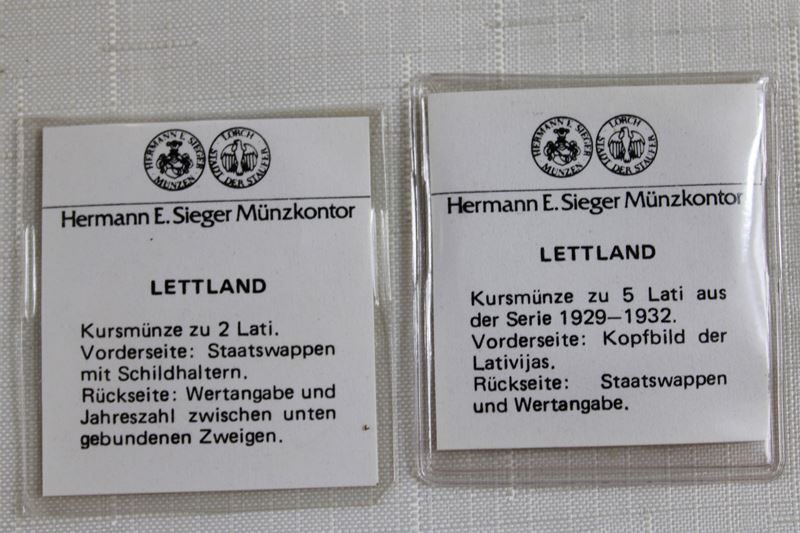 HERMANN E. SIEGER
MÜNZEN
LORCH
STADT DER STAUFER
Hermann E. Sieger Münzkontor
LETTLAND
Kursmünze zu 2 Lati.
Vorderseite: Staatswappen
mit Schildhaltern.
Rückseite: Wertangabe und
Jahreszahl zwischen unten
gebundenen Zweigen.
HERMANN E. SIEGER
MÜNZEN
LORCH
STADT DER STAUFER
Hermann E. Sieger Münzkontor
LETTLAND
Kursmünze zu 5 Lati aus
der Serie 1929—1932.
Vorderseite: Kopfbild der
Lativijas.
Rückseite: Staatswappen
und Wertangabe.